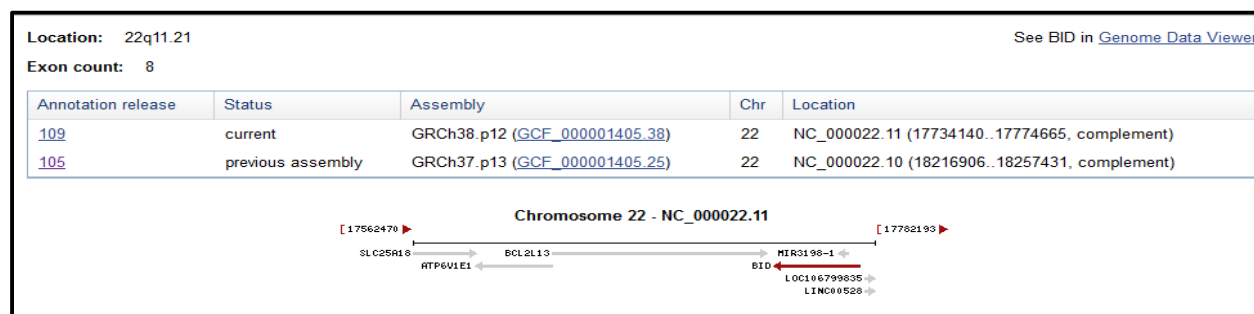 Location: 22q11.21 See BID in Genome Data Viewer
Exon count: 8
Annotation release Status Assembly Chr Location
109 current GRCh38.p12 (GCF_000001405.38) 22 NC_000022.11 (17734140..17774665, complement)
105 previous assembly GRCh37.p13 (GCF_000001405.25) 22 NC_000022.10 (18216906..18257431, complement)
Chromosome 22 - NC_000022.11
[ 17562470 [ 17782193
SLC25A18 BCL2L13 MIR3198-1
ATP6V1E1 BID
LOC106799835
LINC00528